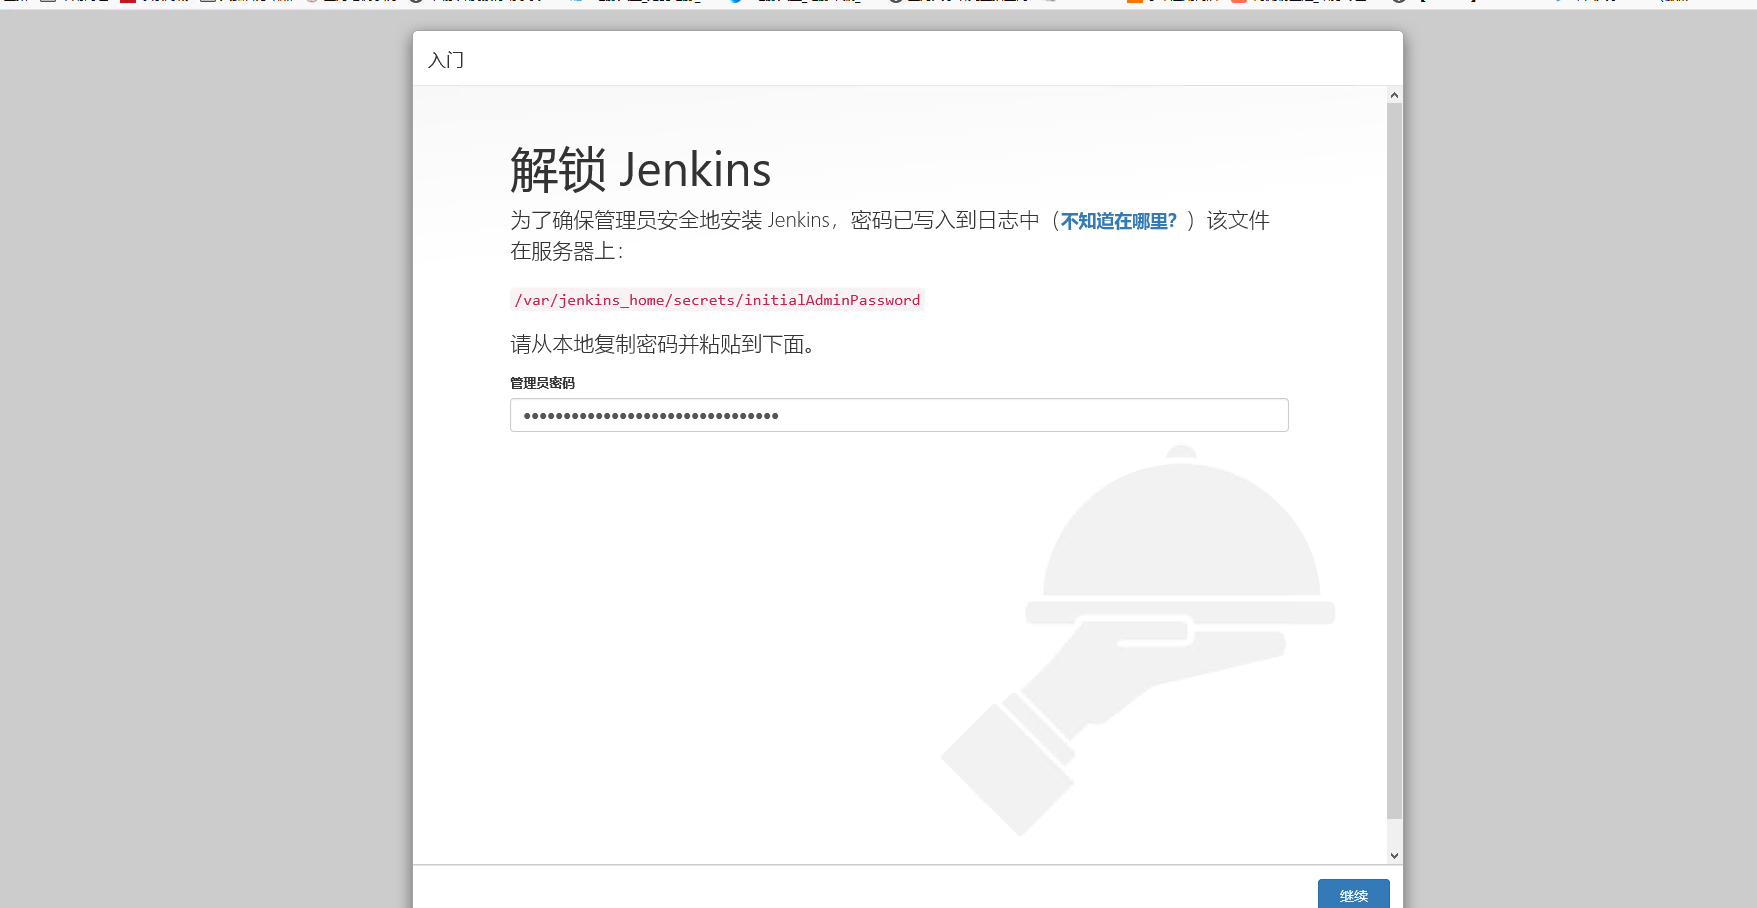 入门
解锁 Jenkins
为了确保管理员安全地安装 Jenkins，密码已写入到日志中（不知道在哪里？）该文件
在服务器上：
/var/jenkins_home/secrets/initialAdminPassword
请从本地复制密码并粘贴到下面。
管理员密码
••••••••••••••••••••••••••••••••
继续